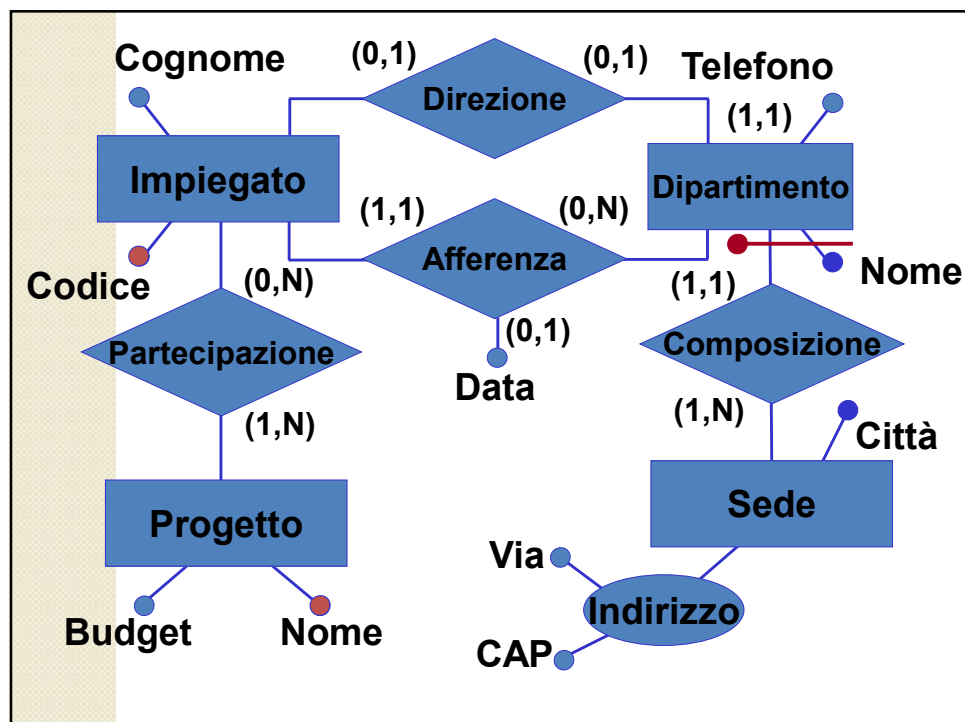 Cognome
(0,1)
(0,1)
Telefono
Direzione
(1,1)
Impiegato
Dipartimento
(1,1)
(0,N)
Afferenza
Codice
(0,N)
(1,1)
Nome
(0,1)
Partecipazione
Composizione
Data
(1,N)
(1,N)
Città
Progetto
Sede
Via
Indirizzo
Budget
Nome
CAP